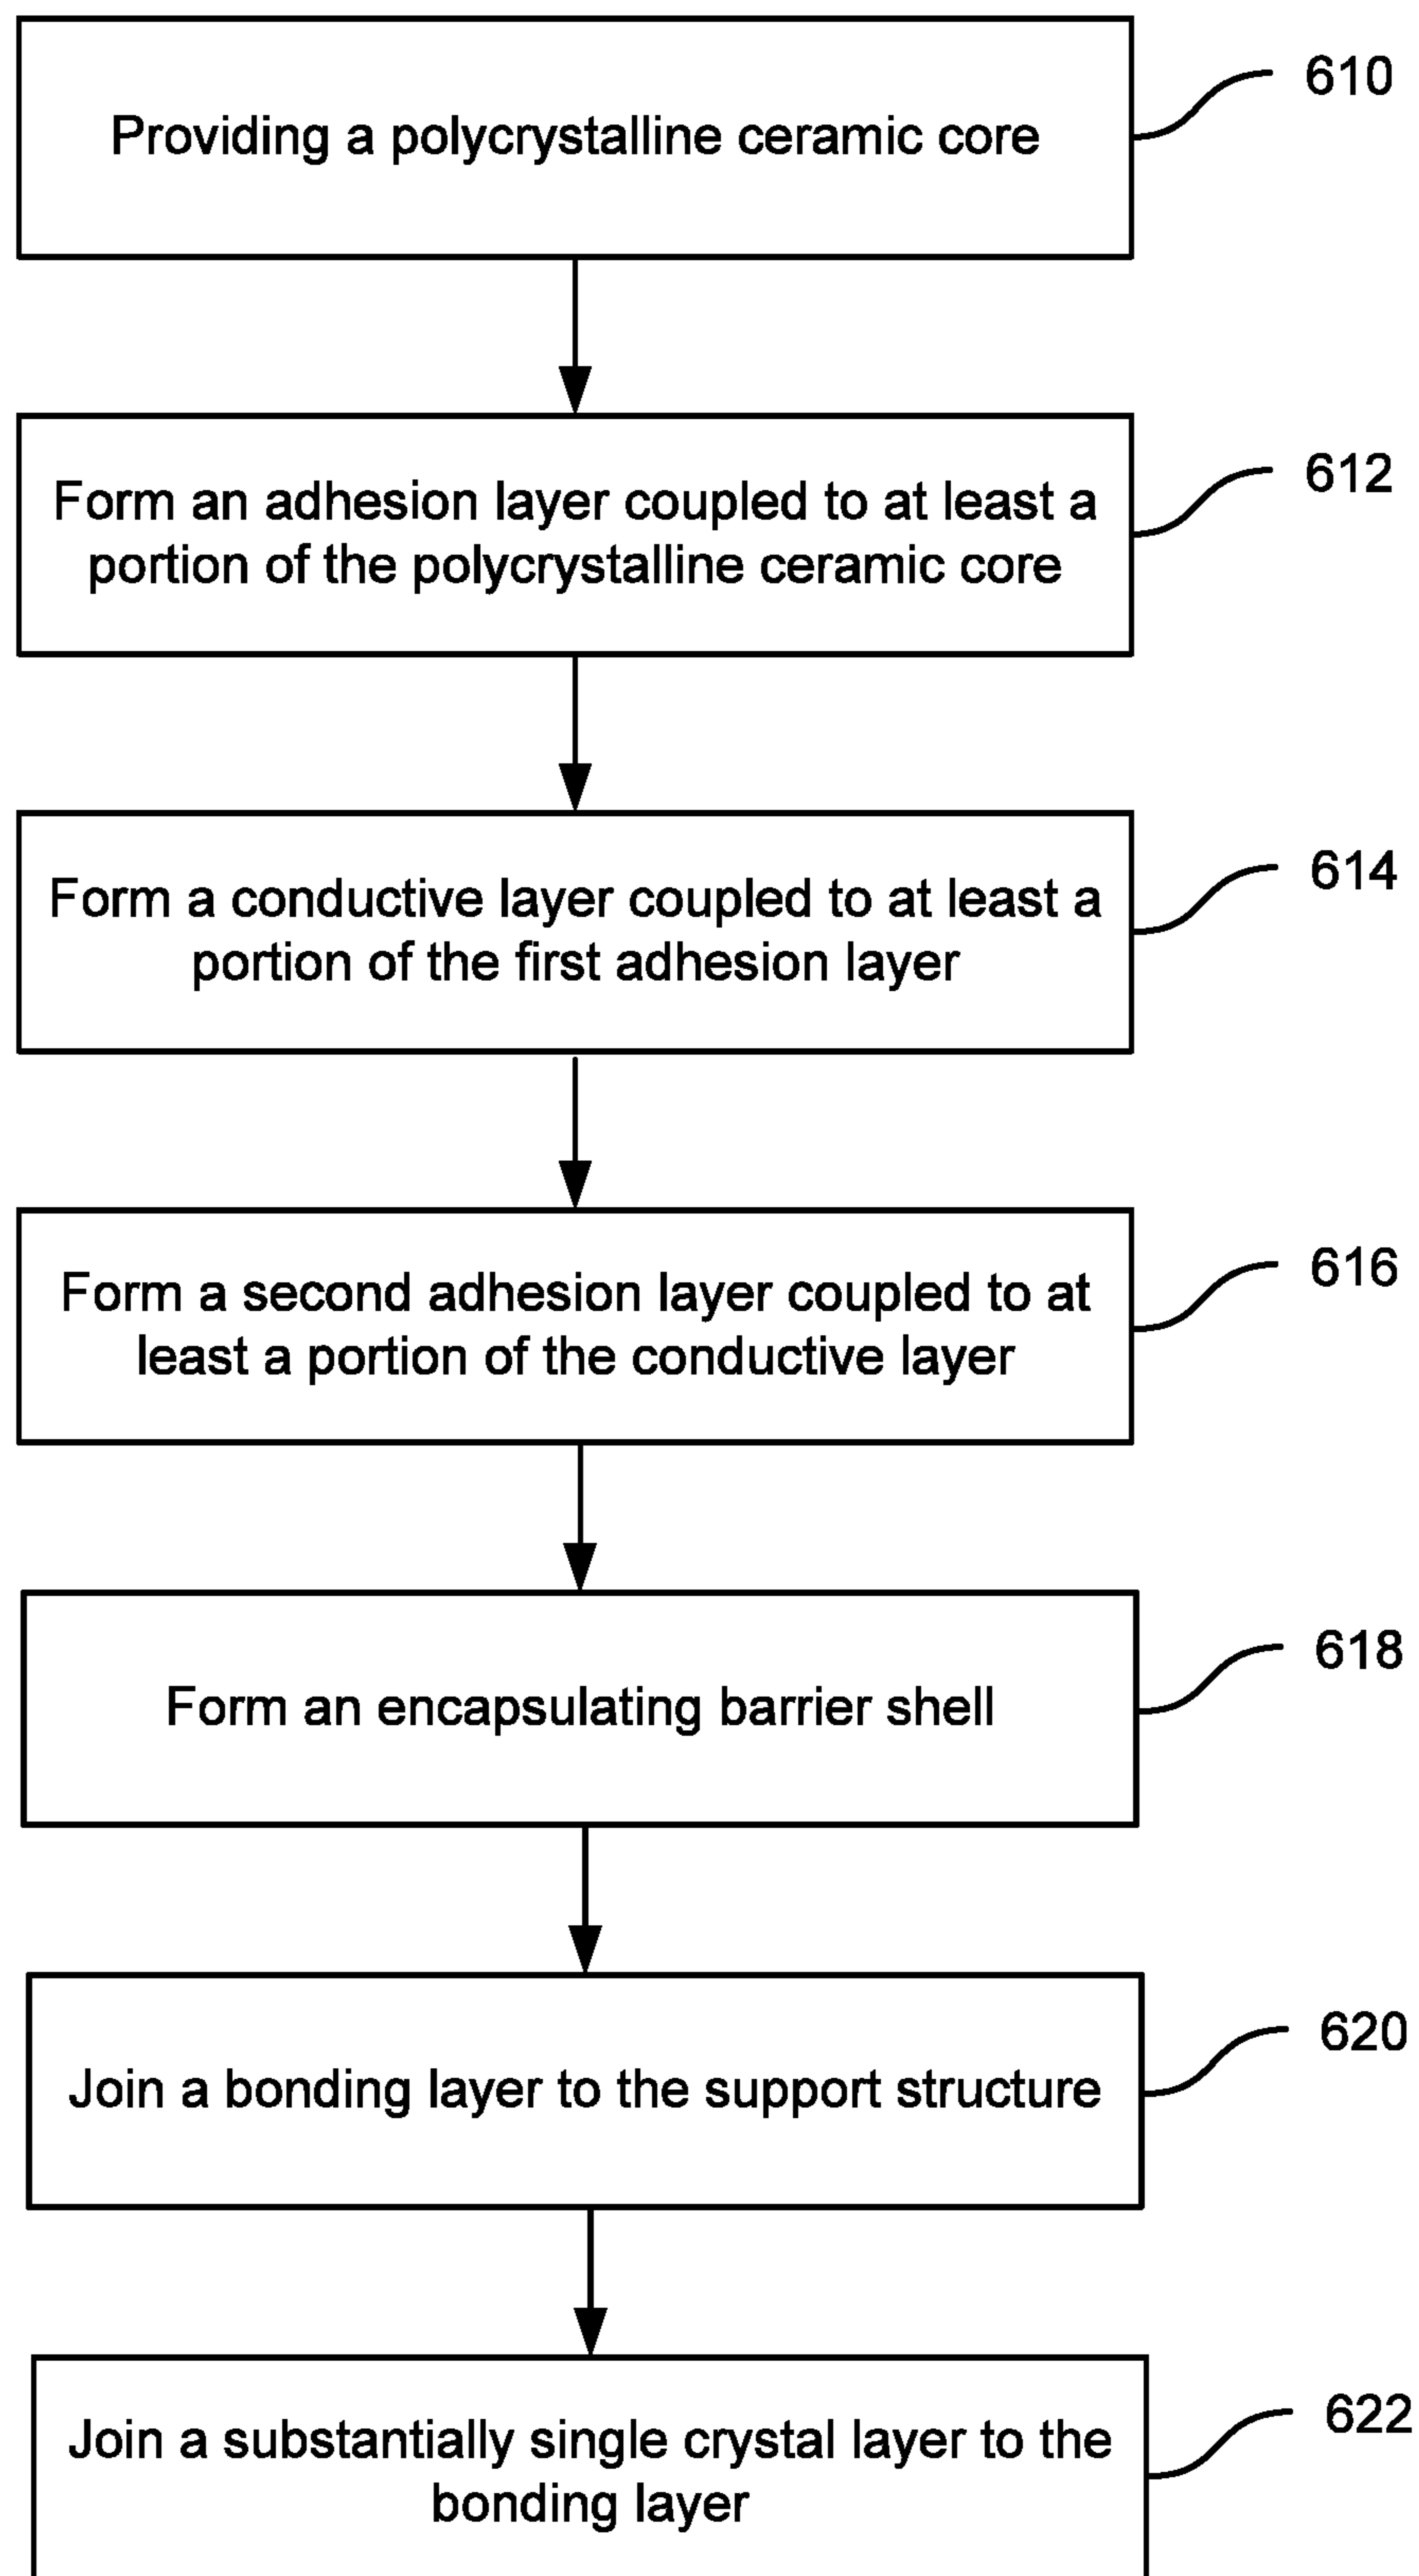 Providing a polycrystalline ceramic core
610
Form an adhesion layer coupled to at least a
portion of the polycrystalline ceramic core
612
Form a conductive layer coupled to at least a
portion of the first adhesion layer
614
Form a second adhesion layer coupled to at
least a portion of the conductive layer
616
Form an encapsulating barrier shell
618
Join a bonding layer to the support structure
620
Join a substantially single crystal layer to the
bonding layer
622